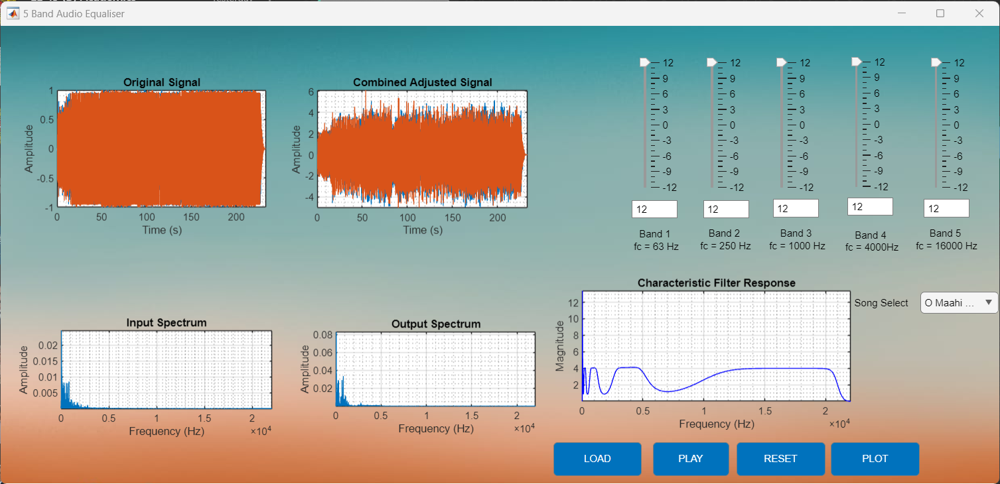 5 Band Audio Equaliser
Original Signal
1
0.5
0
-0.5
-1
Amplitude
0 50 100 150 200
Time (s)
Combined Adjusted Signal
6
4
2
0
-2
-4
Amplitude
0 50 100 150 200
Time (s)
12 12 12 12 12
9 9 9 9 9
6 6 6 6 6
3 3 3 3 3
0 0 0 0 0
-3 -3 -3 -3 -3
-6 -6 -6 -6 -6
-9 -9 -9 -9 -9
-12 -12 -12 -12 -12
12 12 12 12 12
Band 1 Band 2 Band 3 Band 4 Band 5
fc = 63 Hz fc = 250 Hz fc = 1000 Hz fc = 4000Hz fc = 16000 Hz
Input Spectrum
0.02
0.015
0.01
0.005
Amplitude
0 0.5 1 1.5 2
×10⁴
Frequency (Hz)
Output Spectrum
0.08
0.06
0.04
0.02
Amplitude
0 0.5 1 1.5 2
×10⁴
Frequency (Hz)
Characteristic Filter Response
12
10
8
6
4
2
Magnitude
0 0.5 1 1.5 2
×10⁴
Frequency (Hz)
Song Select O Maahi ...
LOAD PLAY RESET PLOT